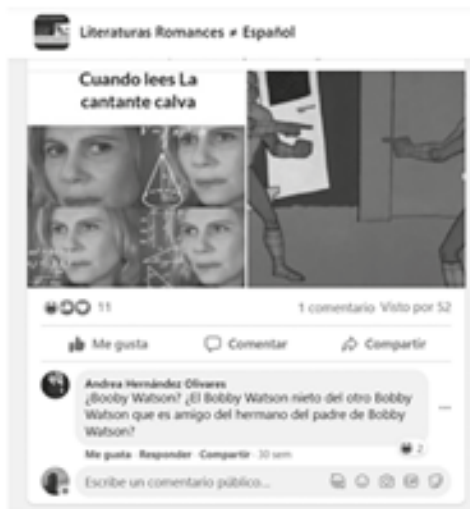 Literaturas Romances ≠ Español
Cuando lees La
cantante calva
11
1 comentario Visto por 52
Me gusta
Comentar
Compartir
Andrea Hernández Olivares
¿Booby Watson? ¿El Bobby Watson nieto del otro Bobby
Watson que es amigo del hermano del padre de Bobby
Watson?
Me gusta · Responder · Compartir · 30 sem
2
Escribe un comentario público...